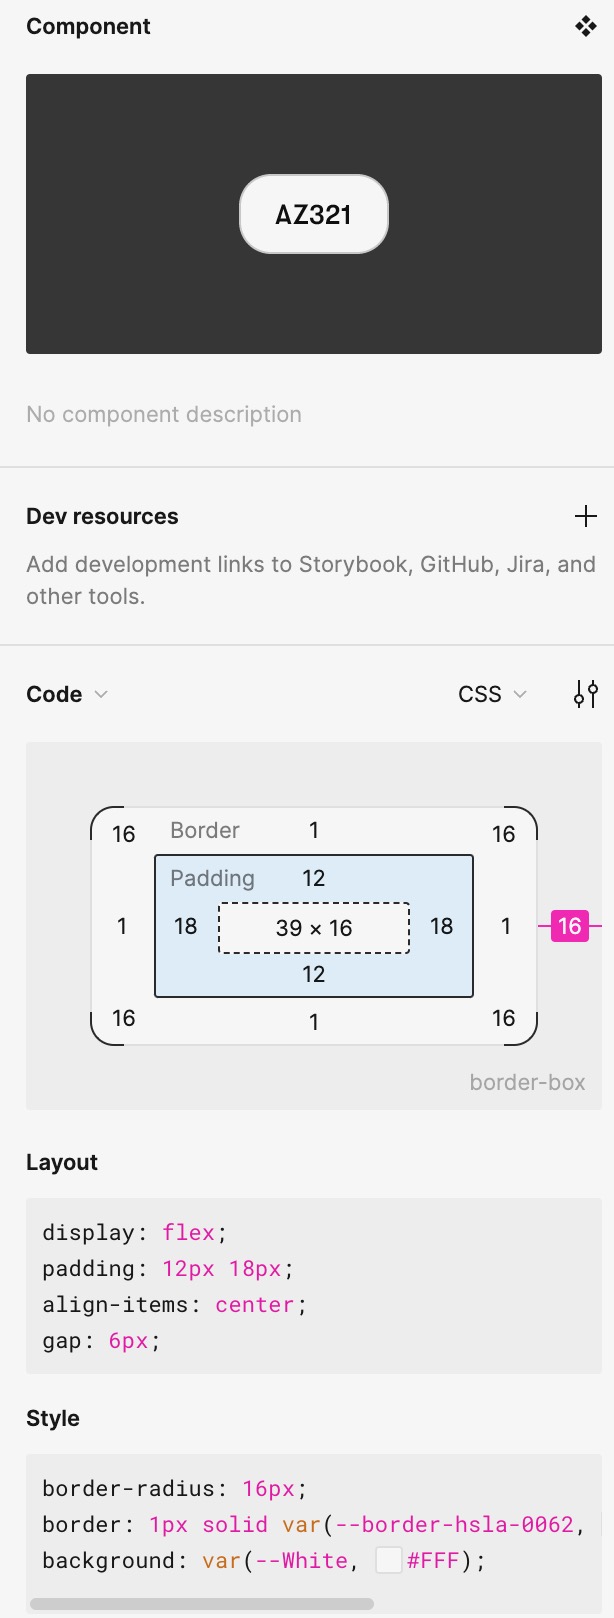 Component
AZ321
No component description
Dev resources
Add development links to Storybook, GitHub, Jira, and
other tools.
Code CSS
16 Border 1 16
Padding 12
1 18 39 × 16 18 1 16
12
16 1 16
border-box
Layout
display: flex;
padding: 12px 18px;
align-items: center;
gap: 6px;
Style
border-radius: 16px;
border: 1px solid var(--border-hsla-0062,
background: var(--White, #FFF);